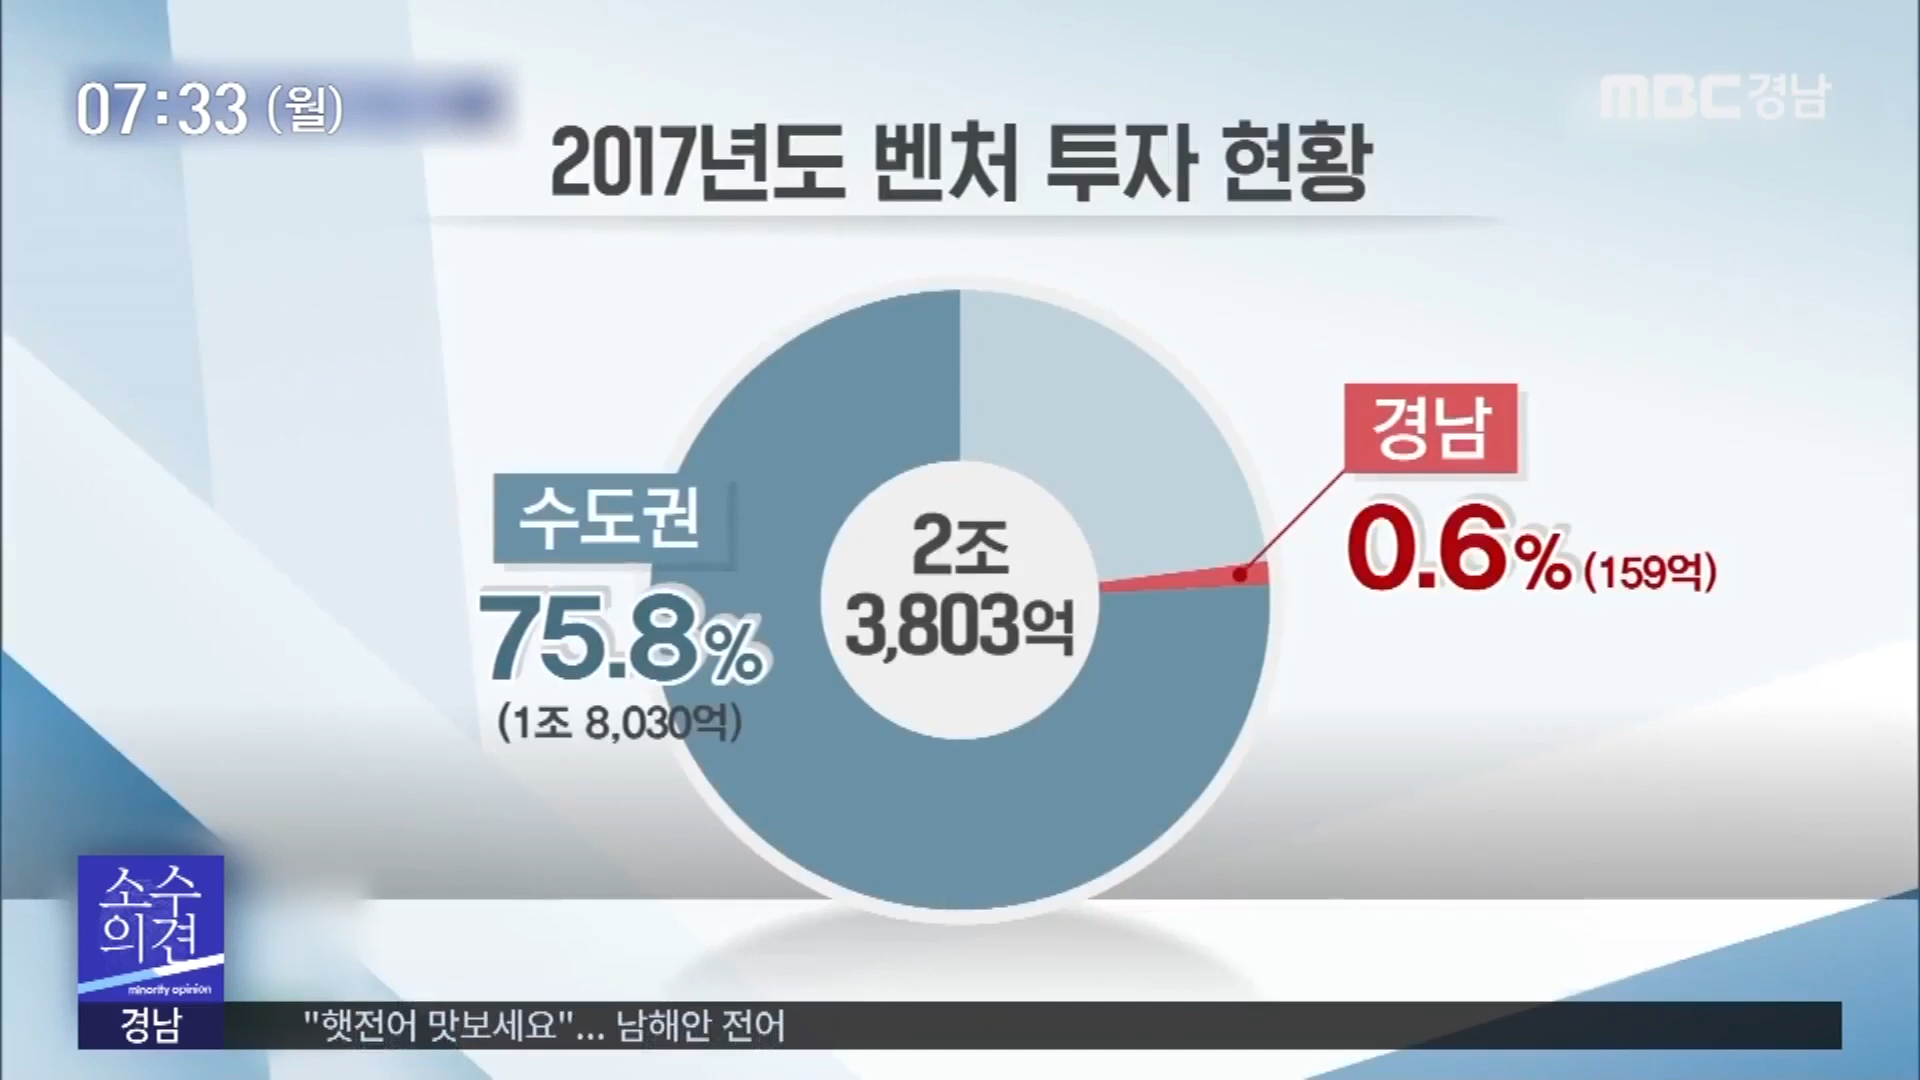 07:33 (월)
MBC경남
2017년도 벤처 투자 현황
경남
0.6% (159억)
수도권
75.8%
(1조 8,030억)
2조
3,803억
소수
의견
minority opinion
경남
"햇전어 맛보세요"... 남해안 전어